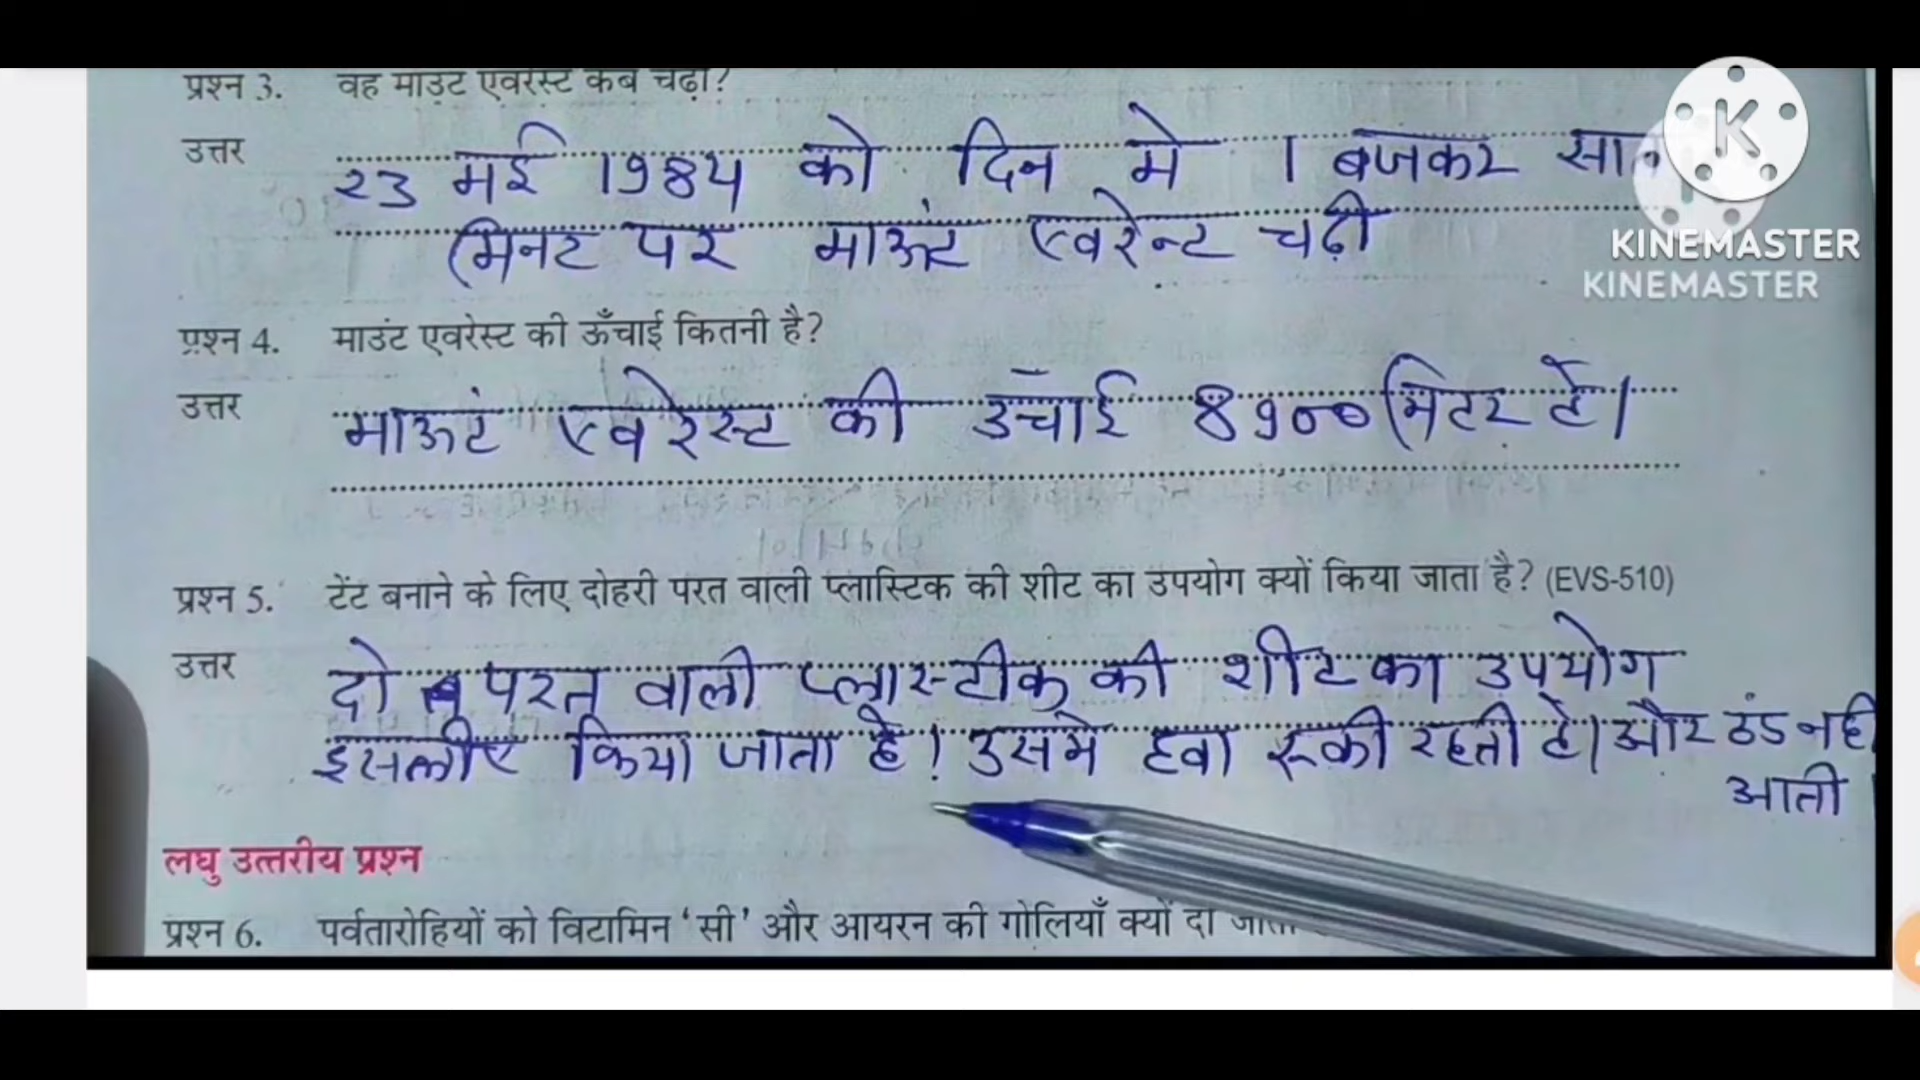 प्रश्न 3. वह माउंट एवरेस्ट कब चढ़ी?
उत्तर
23 मई 1984 को दिन मे 1 बजकर
मिनट पर माऊंट एवरेन्ट चढ़ी
KINEMASTER
KINEMASTER
प्रश्न 4. माउंट एवरेस्ट की ऊँचाई कितनी है?
उत्तर
माऊटं एवरेस्ट की उंचाई 8900 मिटर है।
प्रश्न 5. टेंट बनाने के लिए दोहरी परत वाली प्लास्टिक की शीट का उपयोग क्यों किया जाता है? (EVS-510)
उत्तर
दो परत वाली प्लास्टीक की शीट का उपयोग
इसलीए किया जाता है। उसमे हवा रूकी रहती है। और ठंड नही
आती।
लघु उत्तरीय प्रश्न
प्रश्न 6. पर्वतारोहियों को विटामिन 'सी' और आयरन की गोलियाँ क्यों दी